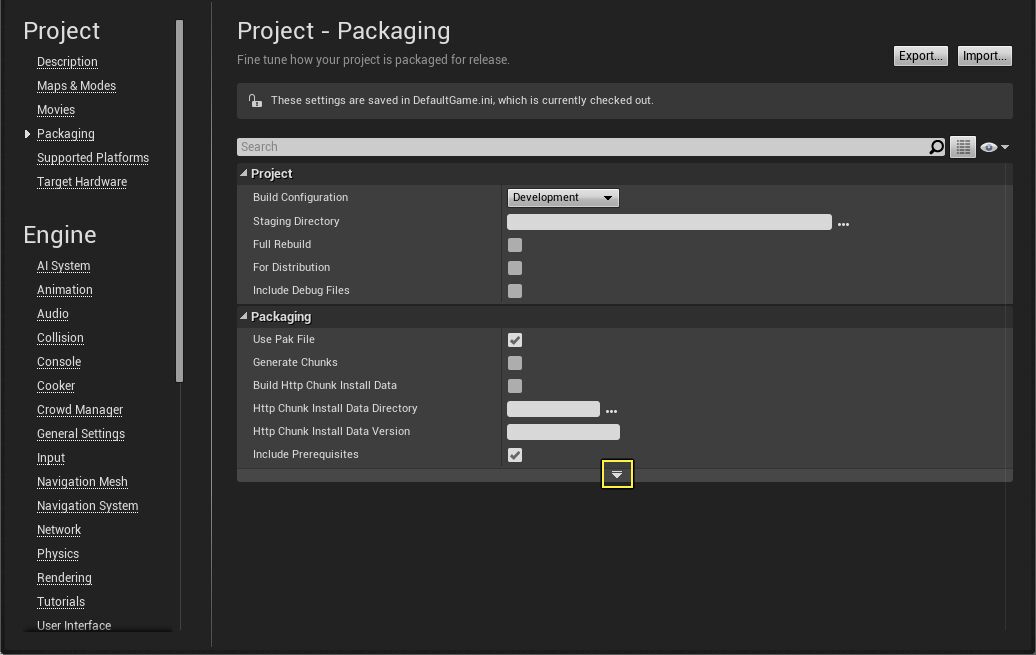 Project
Description
Maps & Modes
Movies
Packaging
Supported Platforms
Target Hardware
Engine
AI System
Animation
Audio
Collision
Console
Cooker
Crowd Manager
General Settings
Input
Navigation Mesh
Navigation System
Network
Physics
Rendering
Tutorials
User Interface
Project - Packaging
Fine tune how your project is packaged for release.
Export...
Import...
These settings are saved in DefaultGame.ini, which is currently checked out.
Search
Project
Build Configuration
Development
Staging Directory
...
Full Rebuild
For Distribution
Include Debug Files
Packaging
Use Pak File
Generate Chunks
Build Http Chunk Install Data
Http Chunk Install Data Directory
...
Http Chunk Install Data Version
Include Prerequisites